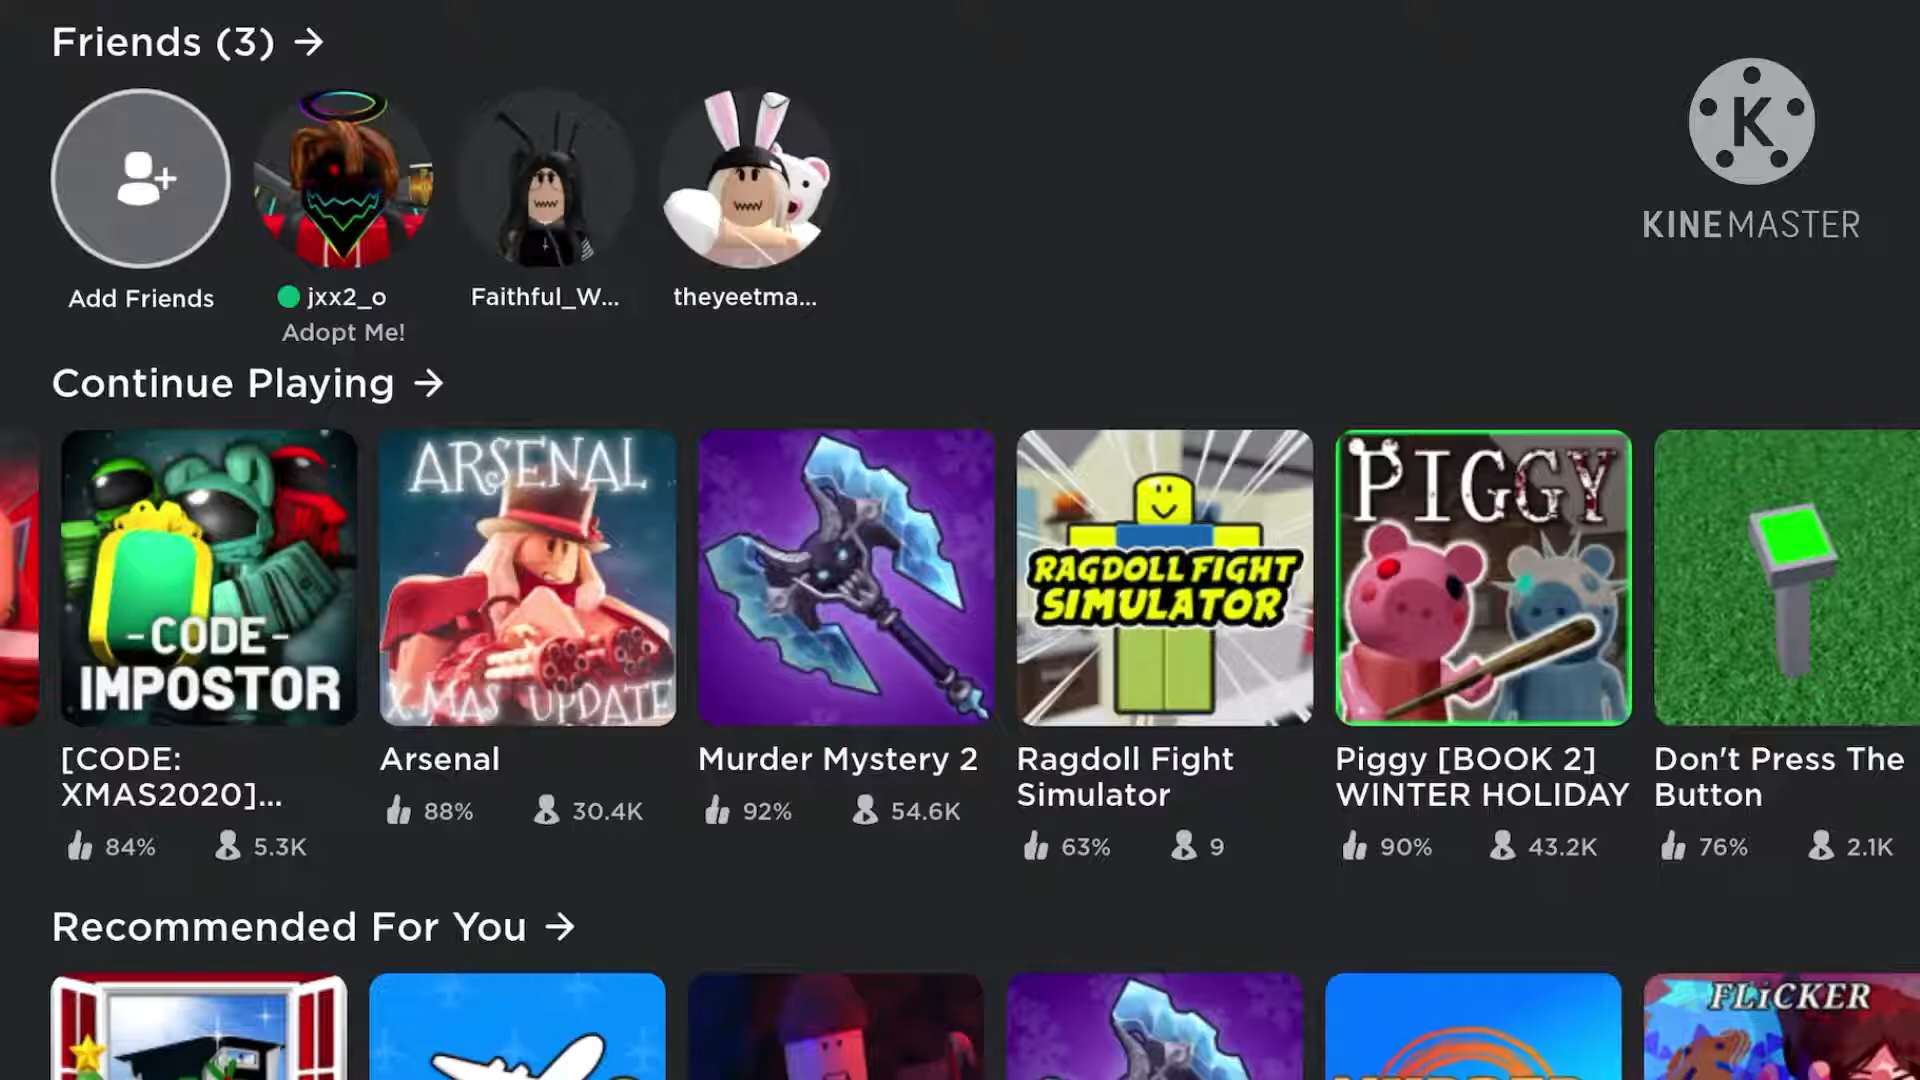 Friends (3) →
K
KINEMASTER
Add Friends
jxx2_o
Faithful_W...
theyeetma...
Adopt Me!
Continue Playing →
-CODE-
IMPOSTOR
ARSENAL
X-MAS UPDATE
RAGDOLL FIGHT
SIMULATOR
PIGGY
[CODE:
XMAS2020]...
84% 5.3K
Arsenal
88% 30.4K
Murder Mystery 2
92% 54.6K
Ragdoll Fight
Simulator
63% 9
Piggy [BOOK 2]
WINTER HOLIDAY
90% 43.2K
Don't Press The
Button
76% 2.1K
Recommended For You →
FLiCKER